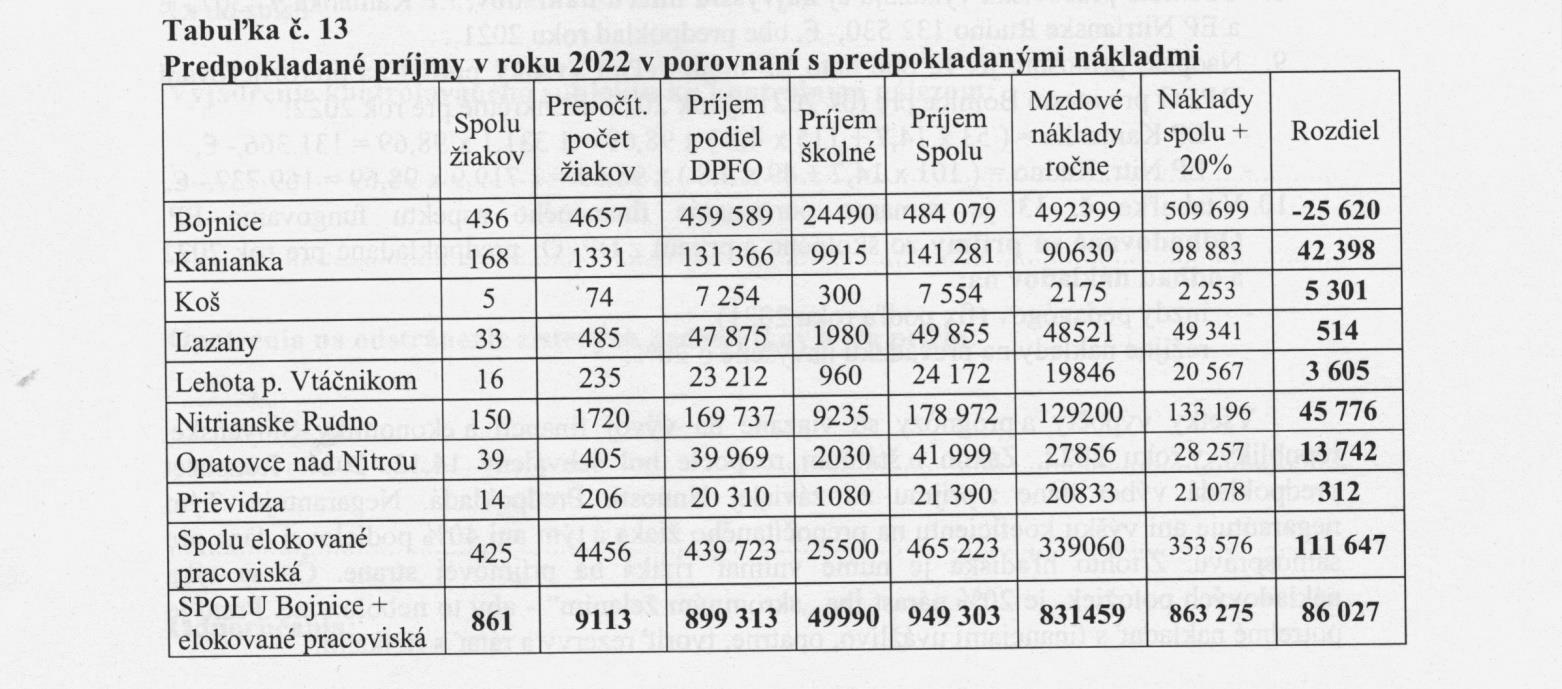 Tabuľka č. 13
Predpokladané príjmy v roku 2022 v porovnaní s predpokladanými nákladmi
Spolu žiakov | Prepočít. počet žiakov | Príjem podiel DPFO | Príjem školné | Príjem Spolu | Mzdové náklady ročne | Náklady spolu + 20% | Rozdiel
Bojnice 436 4657 459 589 24490 484 079 492399 509 699 -25 620
Kanianka 168 1331 131 366 9915 141 281 90630 98 883 42 398
Koš 5 74 7 254 300 7 554 2175 2 253 5 301
Lazany 33 485 47 875 1980 49 855 48521 49 341 514
Lehota p. Vtáčnikom 16 235 23 212 960 24 172 19846 20 567 3 605
Nitrianske Rudno 150 1720 169 737 9235 178 972 129200 133 196 45 776
Opatovce nad Nitrou 39 405 39 969 2030 41 999 27856 28 257 13 742
Prievidza 14 206 20 310 1080 21 390 20833 21 078 312
Spolu elokované pracoviská 425 4456 439 723 25500 465 223 339060 353 576 111 647
SPOLU Bojnice + elokované pracoviská 861 9113 899 313 49990 949 303 831459 863 275 86 027